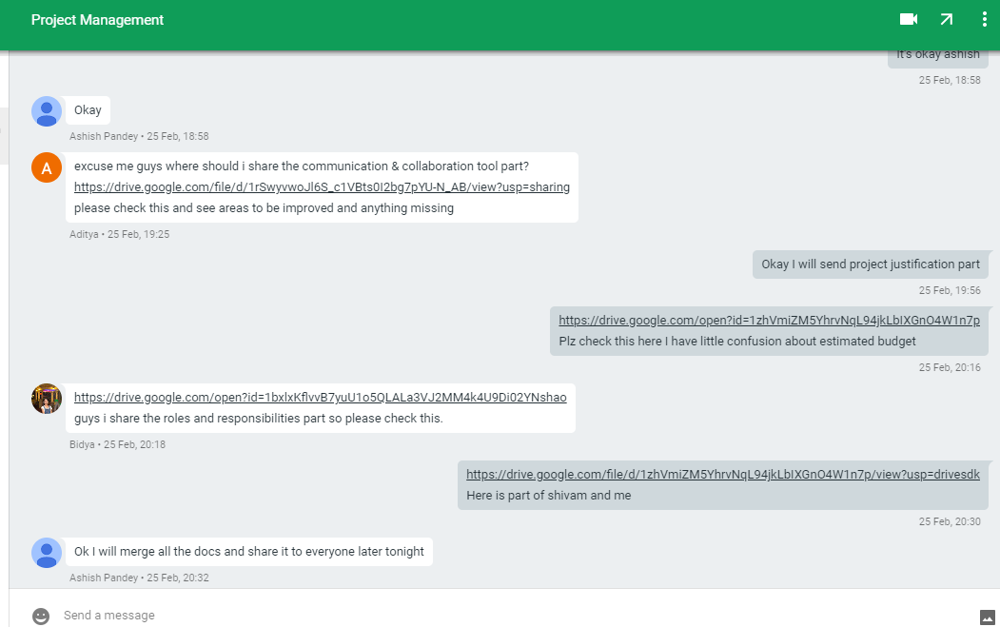 Project Management
It's okay ashish
25 Feb, 18:58
Okay
Ashish Pandey • 25 Feb, 18:58
A
excuse me guys where should i share the communication & collaboration tool part?
https://drive.google.com/file/d/1rSwyvwoJl6S_c1VBts0I2bg7pYU-N_AB/view?usp=sharing
please check this and see areas to be improved and anything missing
Aditya • 25 Feb, 19:25
Okay I will send project justification part
25 Feb, 19:56
https://drive.google.com/open?id=1zhVmiZM5YhrvNqL94jkLbIXGnO4W1n7p
Plz check this here I have little confusion about estimated budget
25 Feb, 20:16
https://drive.google.com/open?id=1bxlxKflvvB7yuU1o5QLALa3VJ2MM4k4U9Di02YNshao
guys i share the roles and responsibilities part so please check this.
Bidya • 25 Feb, 20:18
https://drive.google.com/file/d/1zhVmiZM5YhrvNqL94jkLbIXGnO4W1n7p/view?usp=drivesdk
Here is part of shivam and me
25 Feb, 20:30
Ok I will merge all the docs and share it to everyone later tonight
Ashish Pandey • 25 Feb, 20:32
Send a message